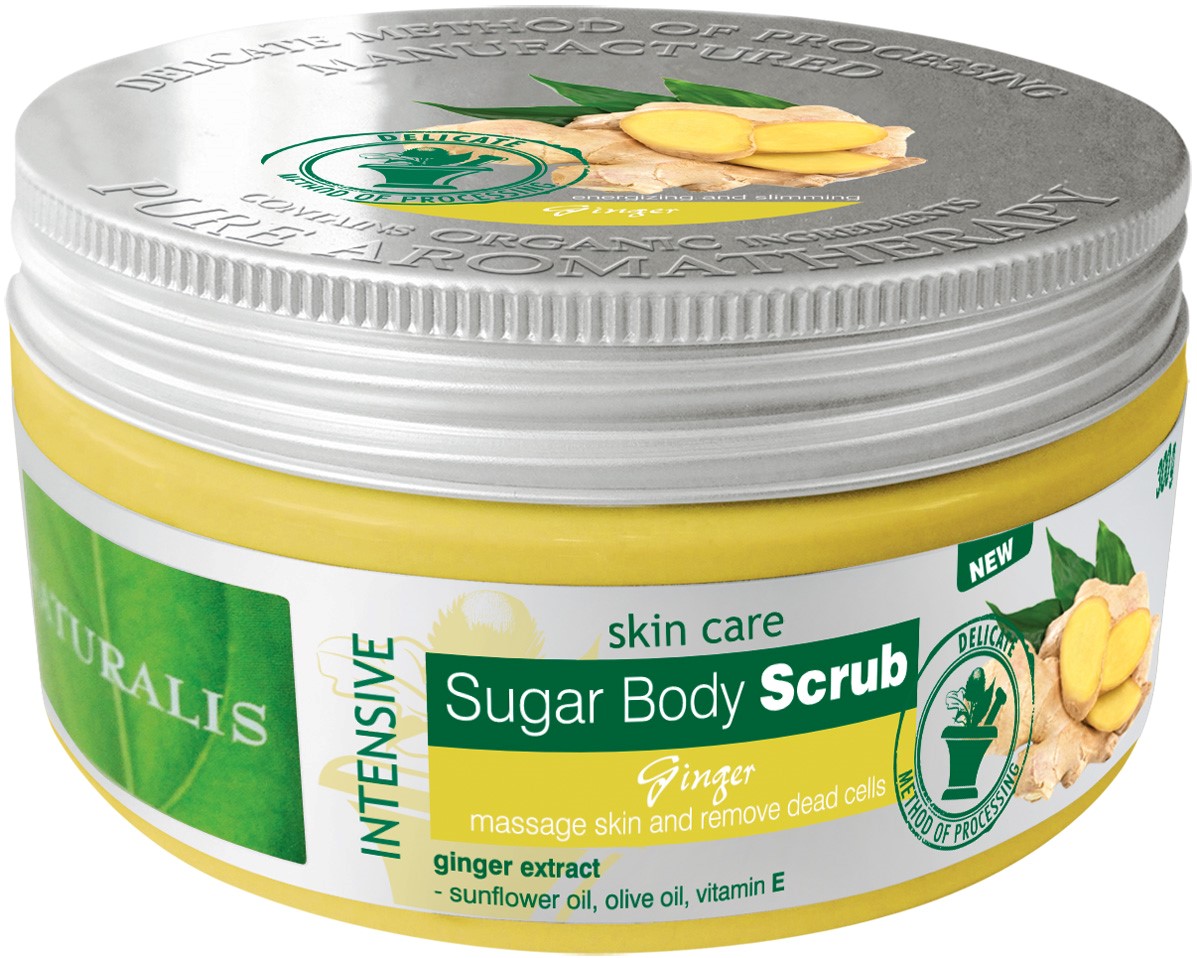 DELICATE METHOD OF PROCESSING
MANUFACTURED
DELICATE
METHOD OF PROCESSING
energizing and slimming
Ginger
CONTAINS ORGANIC INGREDIENTS
PURE AROMATHERAPY
300g
NEW
ATURALIS
INTENSIVE
skin care
Sugar Body Scrub
Ginger
massage skin and remove dead cells
ginger extract
- sunflower oil, olive oil, vitamin E
DELICATE
METHOD OF PROCESSING